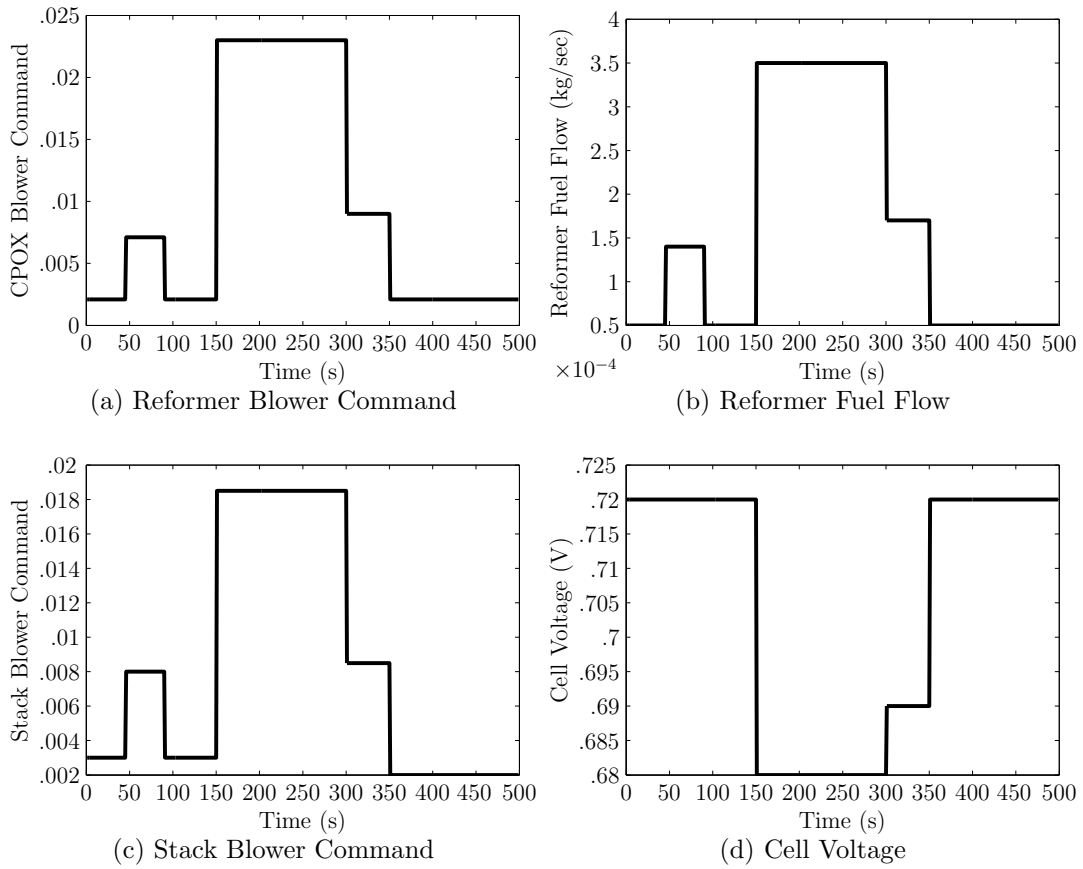 CPOX Blower Command
.025
.02
.015
.01
.005
0
0 50 100 150 200 250 300 350 400 450 500
Time (s)
(a) Reformer Blower Command
Reformer Fuel Flow (kg/sec)
4
3.5
3
2.5
2
1.5
1
0.5
0 50 100 150 200 250 300 350 400 450 500
×10⁻⁴
Time (s)
(b) Reformer Fuel Flow
Stack Blower Command
.02
.018
.016
.014
.012
.01
.008
.006
.004
.002
0 50 100 150 200 250 300 350 400 450 500
Time (s)
(c) Stack Blower Command
Cell Voltage (V)
.725
.72
.715
.71
.705
.7
.695
.69
.685
.68
0 50 100 150 200 250 300 350 400 450 500
Time (s)
(d) Cell Voltage